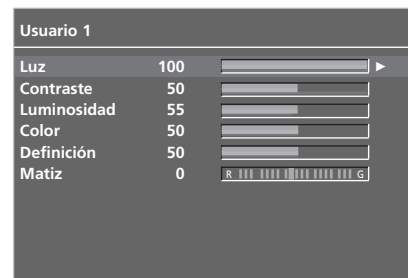 Usuario 1
Luz 100
Contraste 50
Luminosidad 55
Color 50
Definición 50
Matiz 0 R G